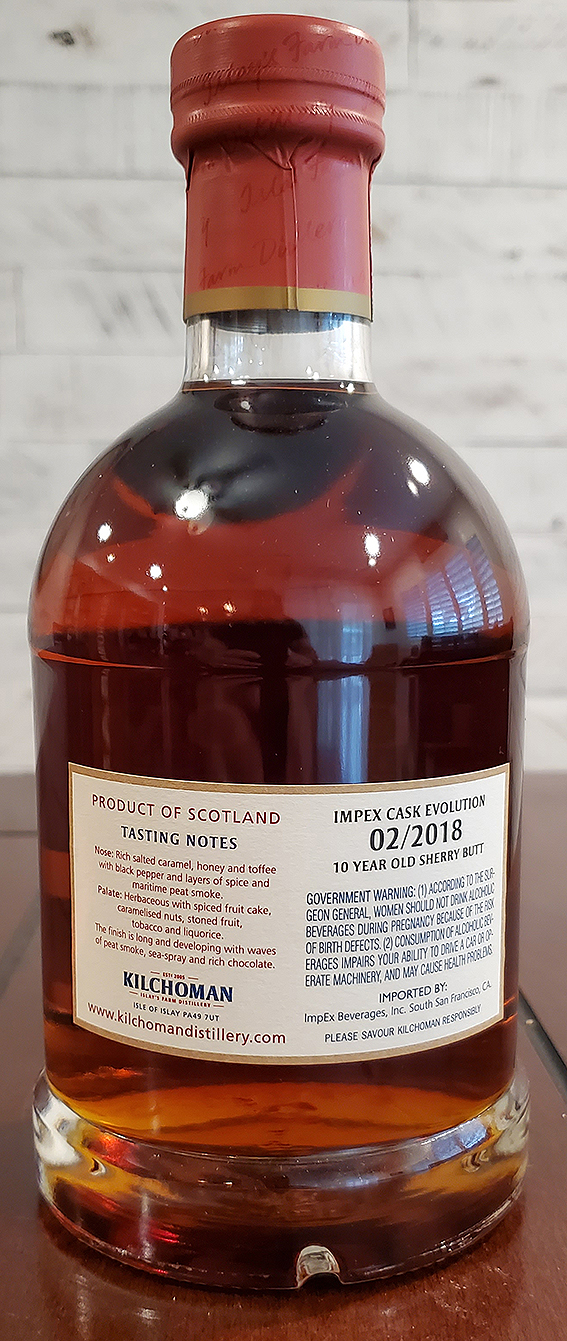 Farm
Isla
Farm Distillery
PRODUCT OF SCOTLAND
TASTING NOTES
Nose: Rich salted caramel, honey and toffee
with black pepper and layers of spice and
maritime peat smoke.
Palate: Herbaceous with spiced fruit cake,
caramelised nuts, stoned fruit,
tobacco and liquorice.
The finish is long and developing with waves
of peat smoke, sea-spray and rich chocolate.
ESTD 2005
KILCHOMAN
ISLAY'S FARM DISTILLERY
ISLE OF ISLAY PA49 7UT
www.kilchomandistillery.com
IMPEX CASK EVOLUTION
02/2018
10 YEAR OLD SHERRY BUTT
GOVERNMENT WARNING: (1) ACCORDING TO THE SUR-
GEON GENERAL, WOMEN SHOULD NOT DRINK ALCOHOLIC
BEVERAGES DURING PREGNANCY BECAUSE OF THE RISK
OF BIRTH DEFECTS. (2) CONSUMPTION OF ALCOHOLIC BEV-
ERAGES IMPAIRS YOUR ABILITY TO DRIVE A CAR OR OP-
ERATE MACHINERY, AND MAY CAUSE HEALTH PROBLEMS.
IMPORTED BY:
ImpEx Beverages, Inc. South San Francisco, CA.
PLEASE SAVOUR KILCHOMAN RESPONSIBLY